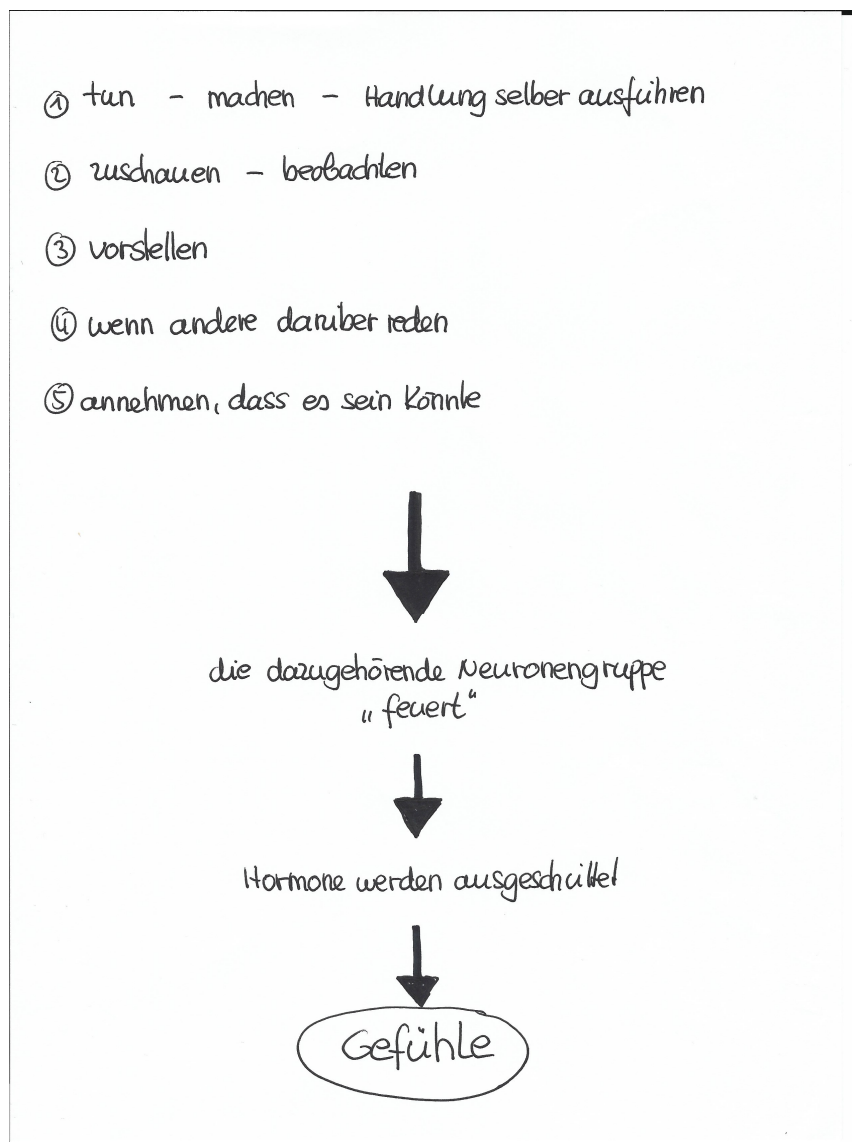 ① tun - machen - Handlung selber ausführen
② zuschauen - beobachten
③ vorstellen
④ wenn andere darüber reden
⑤ annehmen, dass es sein könnte
die dazugehörende Neuronengruppe
„feuert“
Hormone werden ausgeschüttet
Gefühle